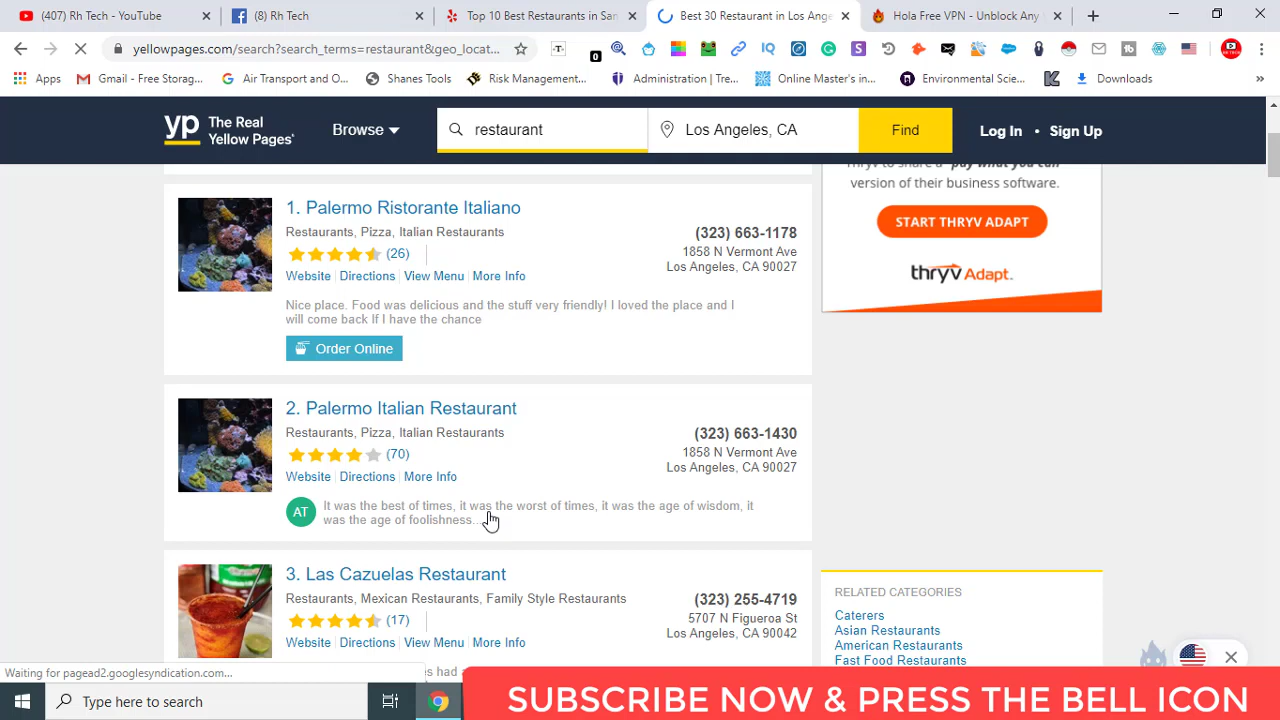 (407) Rh Tech - YouTube
(8) Rh Tech
Top 10 Best Restaurants in San
Best 30 Restaurant in Los Ange
Hola Free VPN - Unblock Any
yellowpages.com/search?search_terms=restaurant&geo_locat...
Apps
Gmail - Free Storag...
Air Transport and O...
Shanes Tools
Risk Management...
Administration | Tre...
Online Master's in...
Environmental Scie...
Downloads
yp The Real Yellow Pages
Browse
restaurant
Los Angeles, CA
Find
Log In • Sign Up
1. Palermo Ristorante Italiano
Restaurants, Pizza, Italian Restaurants
(26)
Website Directions View Menu More Info
(323) 663-1178
1858 N Vermont Ave
Los Angeles, CA 90027
Nice place. Food was delicious and the stuff very friendly! I loved the place and I
will come back If I have the chance
Order Online
2. Palermo Italian Restaurant
Restaurants, Pizza, Italian Restaurants
(70)
Website Directions More Info
(323) 663-1430
1858 N Vermont Ave
Los Angeles, CA 90027
AT
It was the best of times, it was the worst of times, it was the age of wisdom, it
was the age of foolishness...
3. Las Cazuelas Restaurant
Restaurants, Mexican Restaurants, Family Style Restaurants
(17)
Website Directions View Menu More Info
(323) 255-4719
5707 N Figueroa St
Los Angeles, CA 90042
version of their business software.
START THRYV ADAPT
thryv Adapt.
RELATED CATEGORIES
Caterers
Asian Restaurants
American Restaurants
Fast Food Restaurants
Waiting for pagead2.googlesyndication.com...
Type here to search
SUBSCRIBE NOW & PRESS THE BELL ICON